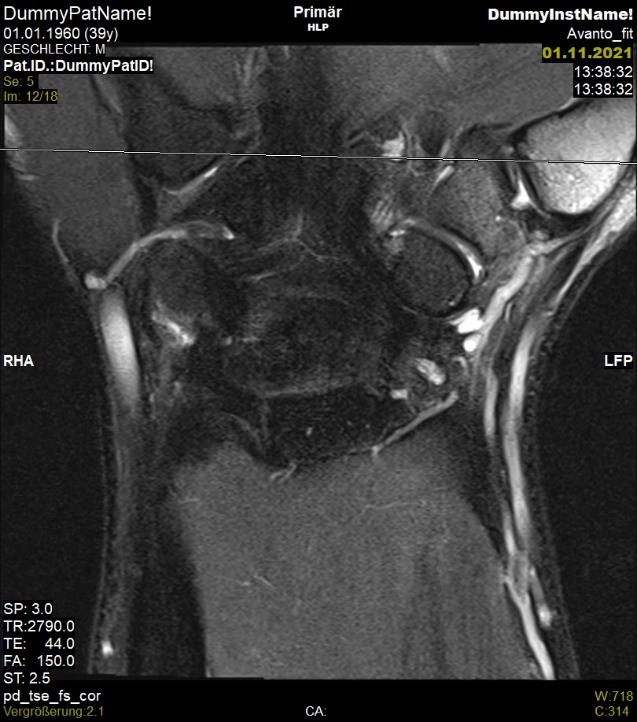 DummyPatName!
01.01.1960 (39y)
GESCHLECHT: M
Pat.ID.:DummyPatID!
Se: 5
Im: 12/18
Primär
HLP
DummyInstName!
Avanto_fit
01.11.2021
13:38:32
13:38:32
RHA
LFP
SP: 3.0
TR:2790.0
TE: 44.0
FA: 150.0
ST: 2.5
pd_tse_fs_cor
Vergrößerung:2.1
CA:
W:718
C:314